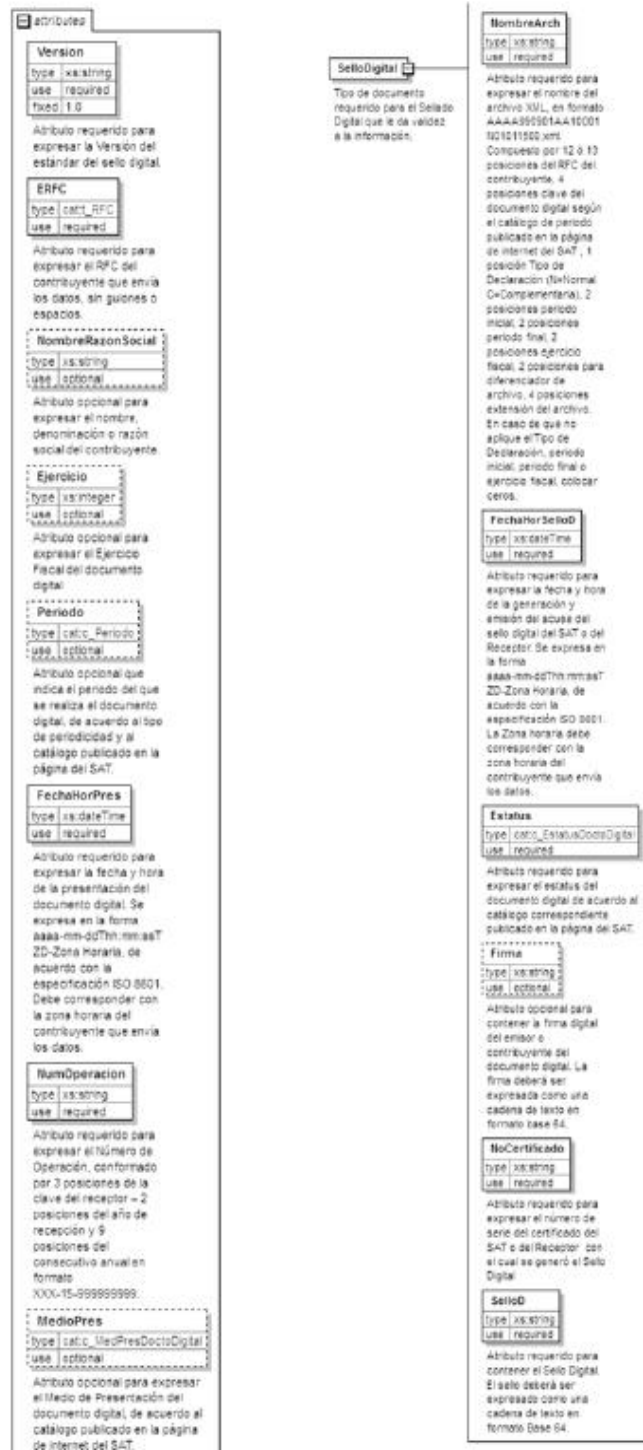 attributes
Version
type xs:string
use required
fixed 1.0
Atributo requerido para
expresar la Versión del
estándar del sello digital.
ERFC
type cat:t_RFC
use required
Atributo requerido para
expresar el RFC del
contribuyente que envía
los datos, sin guiones o
espacios.
NombreRazonSocial
type xs:string
use optional
Atributo opcional para
expresar el nombre,
denominación o razón
social del contribuyente
Ejercicio
type xs:integer
use optional
Atributo opcional para
expresar el Ejercicio
Fiscal del documento
digital
Periodo
type cat:c_Periodo
use optional
Atributo opcional que
indica el periodo del que
se realiza el documento
digital, de acuerdo al tipo
de periodicidad y al
catálogo publicado en la
página del SAT.
FechaHorPres
type xs:dateTime
use required
Atributo requerido para
expresar la fecha y hora
de la presentación del
documento digital. Se
expresa en la forma
aaaa-mm-ddThh:mm:ssT
ZD-Zona Horaria, de
acuerdo con la
especificación ISO 8601.
Debe corresponder con
la zona horaria del
contribuyente que envía
los datos.
NumOperacion
type xs:string
use required
Atributo requerido para
expresar el Número de
Operación, conformado
por 3 posiciones de la
clave del receptor – 2
posiciones del año de
recepción y 9
posiciones del
consecutivo anual en
formato
XXX-15-999999999.
MedioPres
type cat:c_MedPresDoctoDigital
use optional
Atributo opcional para expresar
el Medio de Presentación del
documento digital, de acuerdo al
catálogo publicado en la página
de internet del SAT.
SelloDigital
Tipo de documento
requerido para el Sellado
Digital que le da validez
a la información.
NombreArch
type xs:string
use required
Atributo requerido para
expresar el nombre del
archivo XML, en formato
AAAA990901AA10001
N01011500.xml.
Compuesto por 12 ó 13
posiciones del RFC del
contribuyente, 4
posiciones clave del
documento digital según
el catálogo de periodo
publicado en la página
de internet del SAT , 1
posición Tipo de
Declaración (N=Normal
C=Complementaria), 2
posiciones periodo
inicial, 2 posiciones
periodo final, 2
posiciones ejercicio
fiscal, 2 posiciones para
diferenciador de
archivo, 4 posiciones
extensión del archivo.
En caso de que no
aplique el Tipo de
Declaración, periodo
inicial, periodo final o
ejercicio fiscal, colocar
ceros.
FechaHorSelloD
type xs:dateTime
use required
Atributo requerido para
expresar la fecha y hora
de la generación y
emisión del acuse del
sello digital del SAT o del
Receptor. Se expresa en
la forma
aaaa-mm-ddThh:mm:ssT
ZD-Zona Horaria, de
acuerdo con la
especificación ISO 8601.
La Zona horaria debe
corresponder con la
zona horaria del
contribuyente que envía
los datos.
Estatus
type cat:c_EstatusDoctoDigital
use required
Atributo requerido para
expresar el estatus del
documento digital de acuerdo al
catálogo correspondiente
publicado en la página del SAT.
Firma
type xs:string
use optional
Atributo opcional para
contener la firma digital
del emisor o
contribuyente del
documento digital. La
firma deberá ser
expresada como una
cadena de texto en
formato base 64.
NoCertificado
type xs:string
use required
Atributo requerido para
expresar el número de
serie del certificado del
SAT o del Receptor con
el cual se generó el Sello
Digital
SelloD
type xs:string
use required
Atributo requerido para
contener el Sello Digital.
El sello deberá ser
expresado como una
cadena de texto en
formato Base 64.